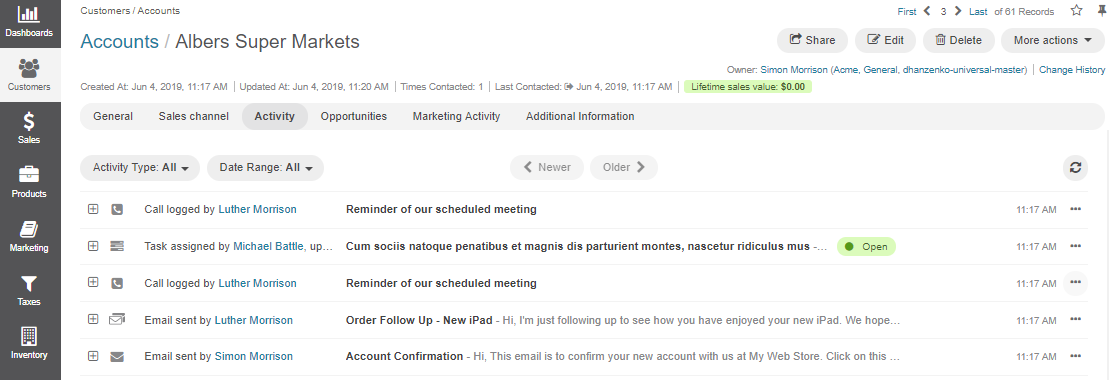 Customers / Accounts
First 3 Last of 61 Records
Dashboards
Accounts / Albers Super Markets
Share Edit Delete More actions
Owner: Simon Morrison (Acme, General, dhanzenko-universal-master) Change History
Customers
Created At: Jun 4, 2019, 11:17 AM Updated At: Jun 4, 2019, 11:20 AM Times Contacted: 1 Last Contacted: Jun 4, 2019, 11:17 AM Lifetime sales value: $0.00
General Sales channel Activity Opportunities Marketing Activity Additional Information
Sales
Activity Type: All Date Range: All Newer Older
Products
Call logged by Luther Morrison Reminder of our scheduled meeting 11:17 AM
Marketing
Task assigned by Michael Battle, up... Cum sociis natoque penatibus et magnis dis parturient montes, nascetur ridiculus mus -... Open 11:17 AM
Call logged by Luther Morrison Reminder of our scheduled meeting 11:17 AM
Taxes
Email sent by Luther Morrison Order Follow Up - New iPad - Hi, I'm just following up to see how you have enjoyed your new iPad. We hope... 11:17 AM
Inventory
Email sent by Simon Morrison Account Confirmation - Hi, This email is to confirm your new account with us at My Web Store. Click on this ... 11:17 AM